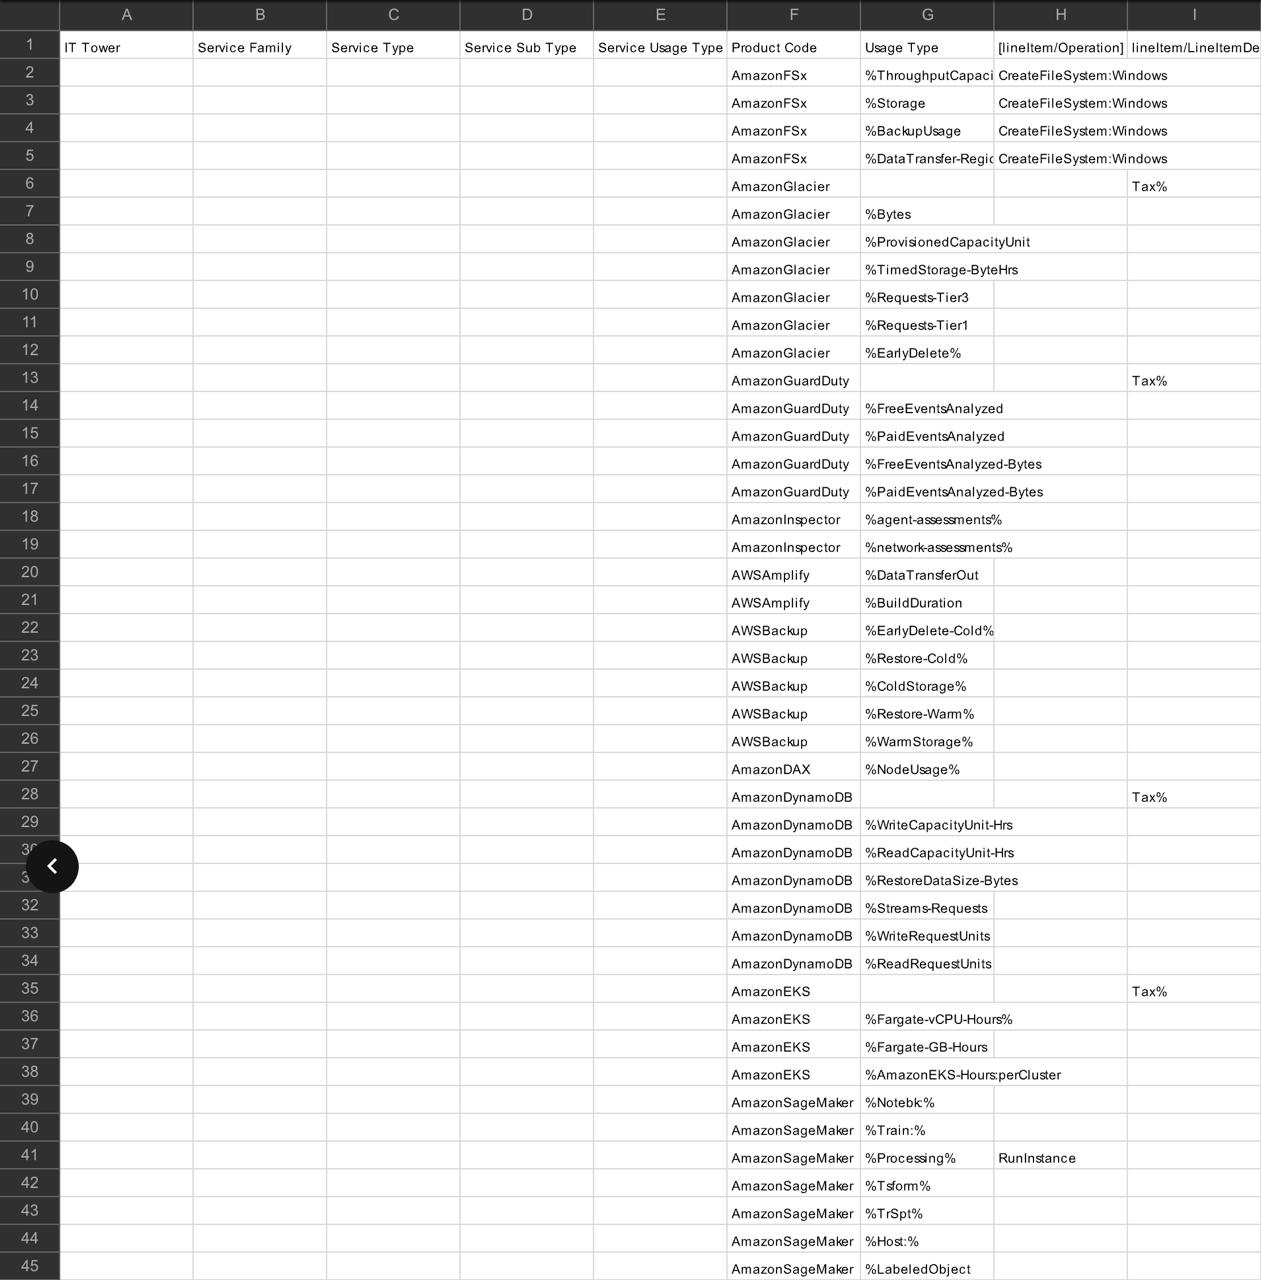 A B C D E F G H I
1 IT Tower Service Family Service Type Service Sub Type Service Usage Type Product Code Usage Type [lineItem/Operation] lineItem/LineItemDe
2 AmazonFSx %ThroughputCapaci CreateFileSystem:Windows
3 AmazonFSx %Storage CreateFileSystem:Windows
4 AmazonFSx %BackupUsage CreateFileSystem:Windows
5 AmazonFSx %DataTransfer-Regic CreateFileSystem:Windows
6 AmazonGlacier Tax%
7 AmazonGlacier %Bytes
8 AmazonGlacier %ProvisionedCapacityUnit
9 AmazonGlacier %TimedStorage-ByteHrs
10 AmazonGlacier %Requests-Tier3
11 AmazonGlacier %Requests-Tier1
12 AmazonGlacier %EarlyDelete%
13 AmazonGuardDuty Tax%
14 AmazonGuardDuty %FreeEventsAnalyzed
15 AmazonGuardDuty %PaidEventsAnalyzed
16 AmazonGuardDuty %FreeEventsAnalyzed-Bytes
17 AmazonGuardDuty %PaidEventsAnalyzed-Bytes
18 AmazonInspector %agent-assessments%
19 AmazonInspector %network-assessments%
20 AWSAmplify %DataTransferOut
21 AWSAmplify %BuildDuration
22 AWSBackup %EarlyDelete-Cold%
23 AWSBackup %Restore-Cold%
24 AWSBackup %ColdStorage%
25 AWSBackup %Restore-Warm%
26 AWSBackup %WarmStorage%
27 AmazonDAX %NodeUsage%
28 AmazonDynamoDB Tax%
29 AmazonDynamoDB %WriteCapacityUnit-Hrs
AmazonDynamoDB %ReadCapacityUnit-Hrs
AmazonDynamoDB %RestoreDataSize-Bytes
32 AmazonDynamoDB %Streams-Requests
33 AmazonDynamoDB %WriteRequestUnits
34 AmazonDynamoDB %ReadRequestUnits
35 AmazonEKS Tax%
36 AmazonEKS %Fargate-vCPU-Hours%
37 AmazonEKS %Fargate-GB-Hours
38 AmazonEKS %AmazonEKS-Hours:perCluster
39 AmazonSageMaker %Notebk:%
40 AmazonSageMaker %Train:%
41 AmazonSageMaker %Processing% RunInstance
42 AmazonSageMaker %Tsform%
43 AmazonSageMaker %TrSpt%
44 AmazonSageMaker %Host:%
45 AmazonSageMaker %LabeledObject